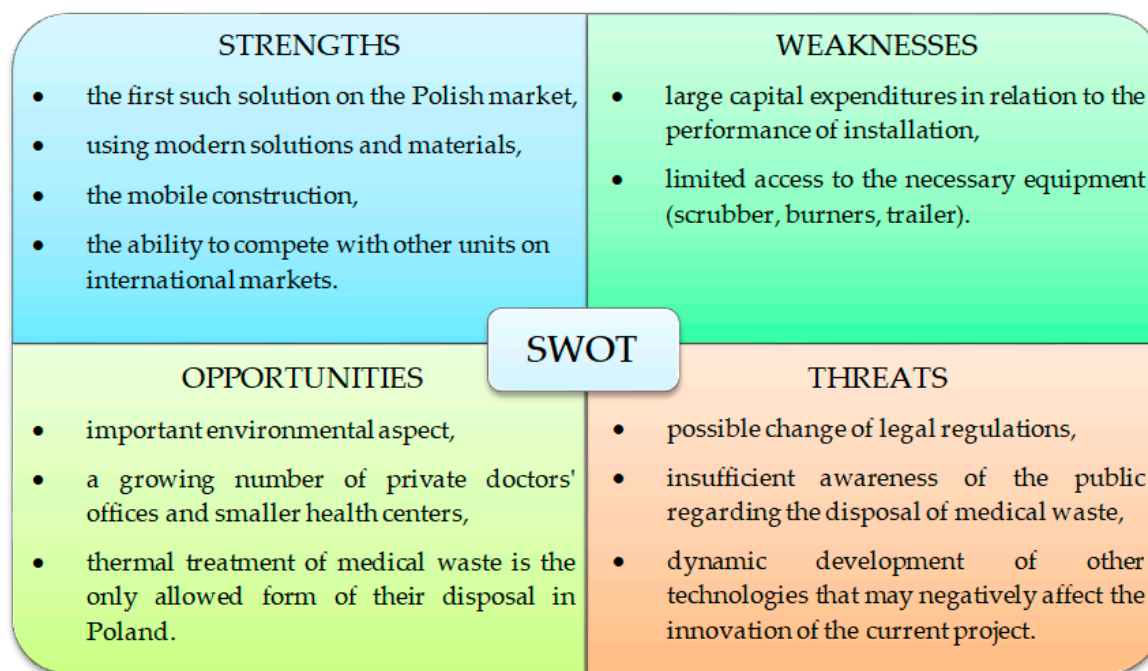 STRENGTHS
• the first such solution on the Polish market,
• using modern solutions and materials,
• the mobile construction,
• the ability to compete with other units on
international markets.
WEAKNESSES
• large capital expenditures in relation to the
performance of installation,
• limited access to the necessary equipment
(scrubber, burners, trailer).
SWOT
OPPORTUNITIES
• important environmental aspect,
• a growing number of private doctors'
offices and smaller health centers,
• thermal treatment of medical waste is the
only allowed form of their disposal in
Poland.
THREATS
• possible change of legal regulations,
• insufficient awareness of the public
regarding the disposal of medical waste,
• dynamic development of other
technologies that may negatively affect the
innovation of the current project.